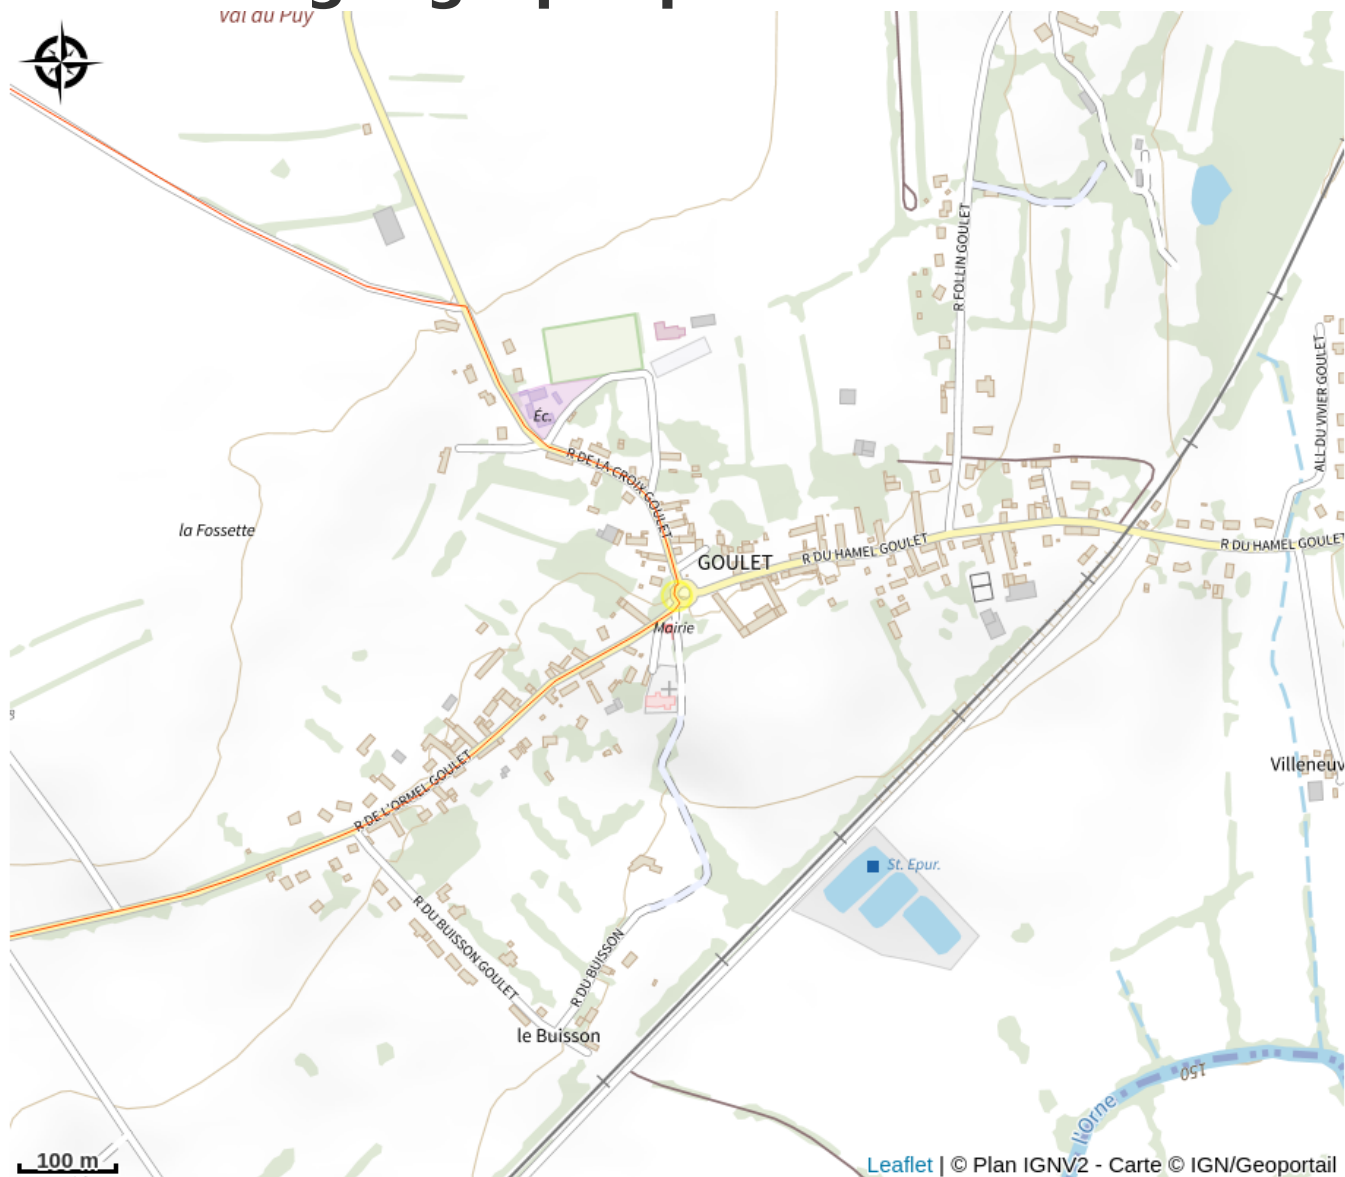 Val du Puy
R FOLLIN GOULET
ALL DU VIVIER GOULET
Éc.
R DE LA CROIX GOULET
la Fossette
GOULET
R DU HAMEL GOULET
R DU HAMEL GOULET
Mairie
Villeneuv
R DE L'ORMEL GOULET
St. Epur.
R DU BUISSON GOULET
R DU BUISSON
le Buisson
150
l'Orne
100 m
Leaflet | © Plan IGNV2 - Carte © IGN/Geoportail